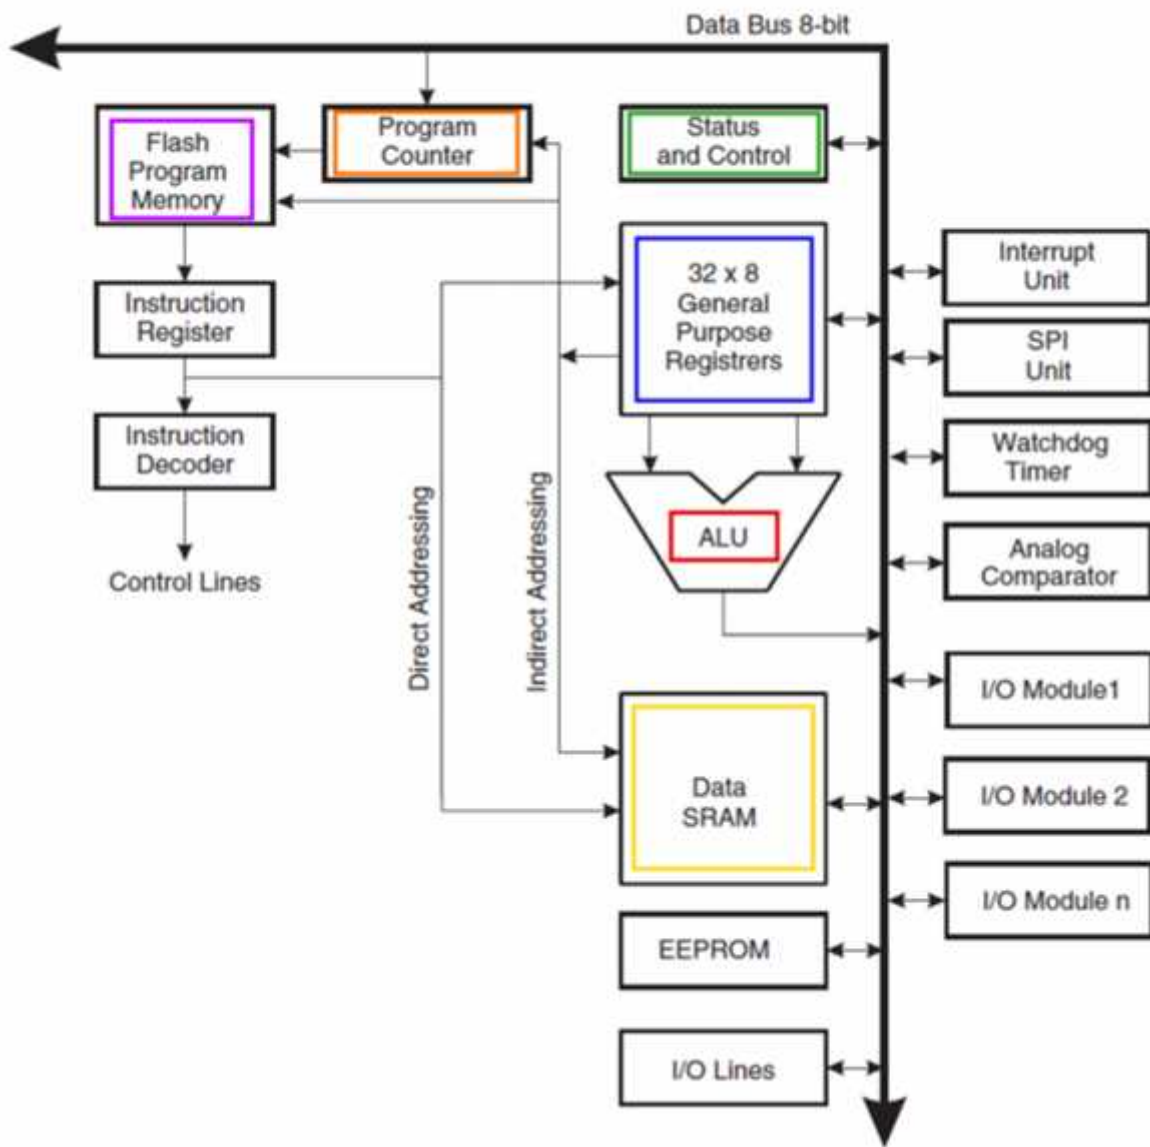 Data Bus 8-bit
Flash
Program
Memory
Program
Counter
Status
and Control
Interrupt
Unit
32 x 8
General
Purpose
Registrers
Instruction
Register
SPI
Unit
Instruction
Decoder
Watchdog
Timer
Direct Addressing
Indirect Addressing
ALU
Analog
Comparator
Control Lines
I/O Module1
Data
SRAM
I/O Module 2
I/O Module n
EEPROM
I/O Lines